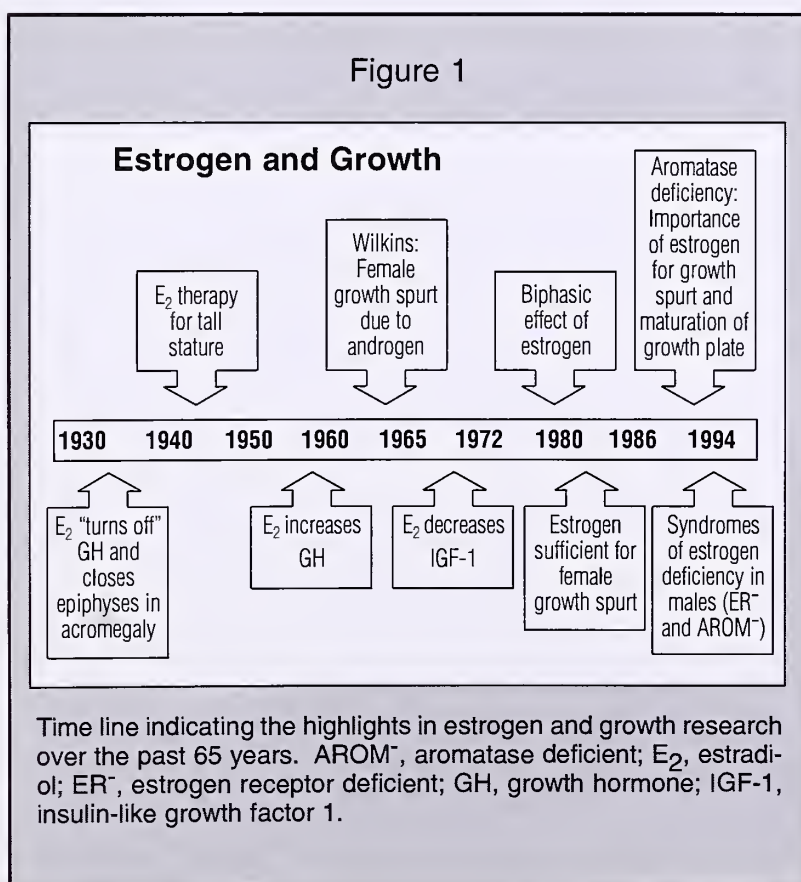 Figure 1
Estrogen and Growth
E₂ therapy
for tall
stature
Wilkins:
Female
growth spurt
due to
androgen
Biphasic
effect of
estrogen
Aromatase
deficiency:
Importance
of estrogen
for growth
spurt and
maturation of
growth plate
1930 1940 1950 1960 1965 1972 1980 1986 1994
E₂ “turns off”
GH and
closes
epiphyses in
acromegaly
E₂ increases
GH
E₂ decreases
IGF-1
Estrogen
sufficient for
female
growth spurt
Syndromes
of estrogen
deficiency in
males (ER⁻
and AROM⁻)
Time line indicating the highlights in estrogen and growth research
over the past 65 years. AROM⁻, aromatase deficient; E₂, estradi-
ol; ER⁻, estrogen receptor deficient; GH, growth hormone; IGF-1,
insulin-like growth factor 1.